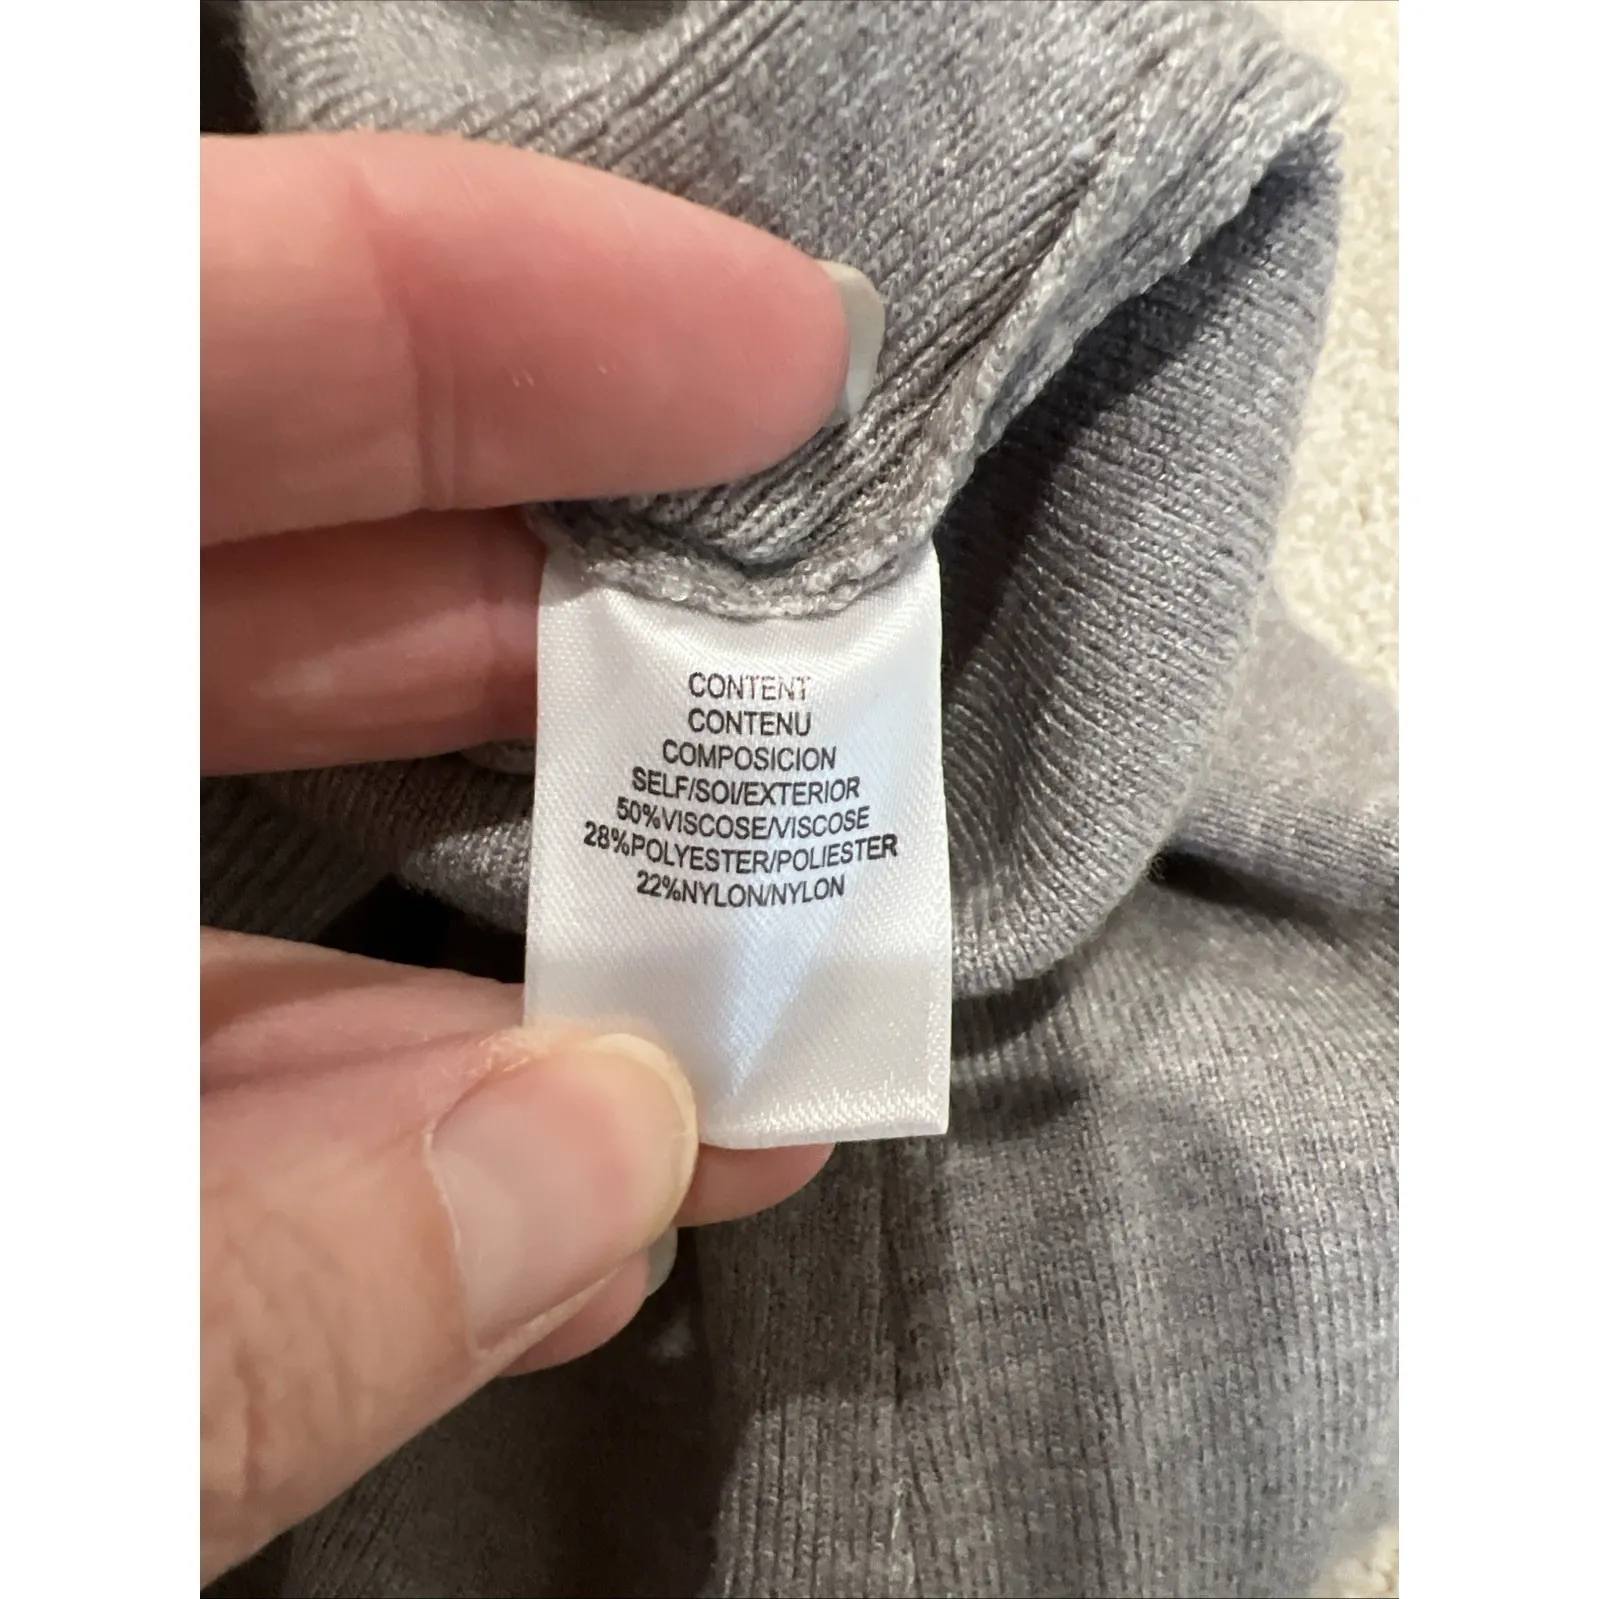 CONTENT
CONTENU
COMPOSICION
SELF/SOI/EXTERIOR
50%VISCOSE/VISCOSE
28%POLYESTER/POLIESTER
22%NYLON/NYLON